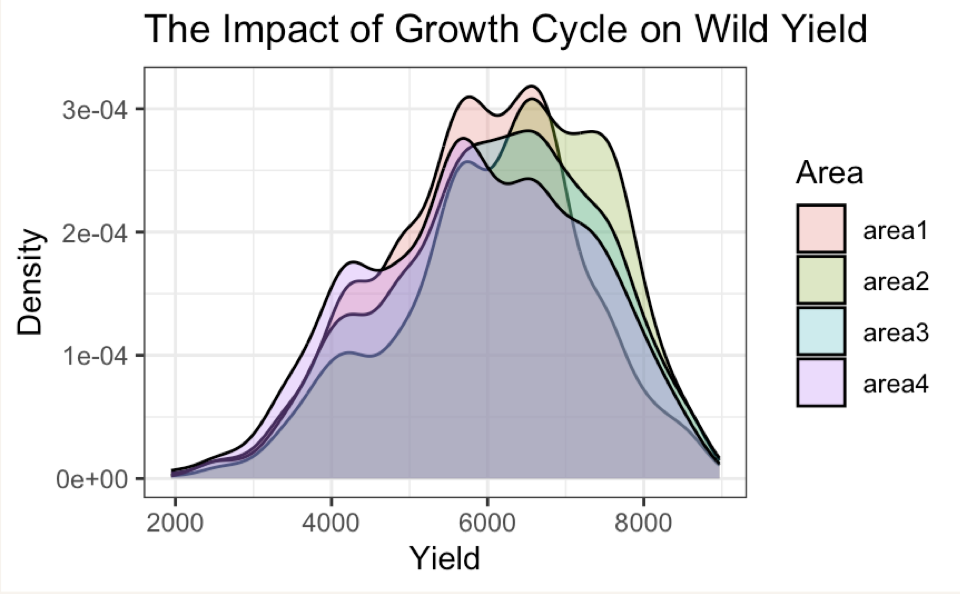 The Impact of Growth Cycle on Wild Yield
Density
3e-04
2e-04
1e-04
0e+00
2000 4000 6000 8000
Yield
Area
area1
area2
area3
area4